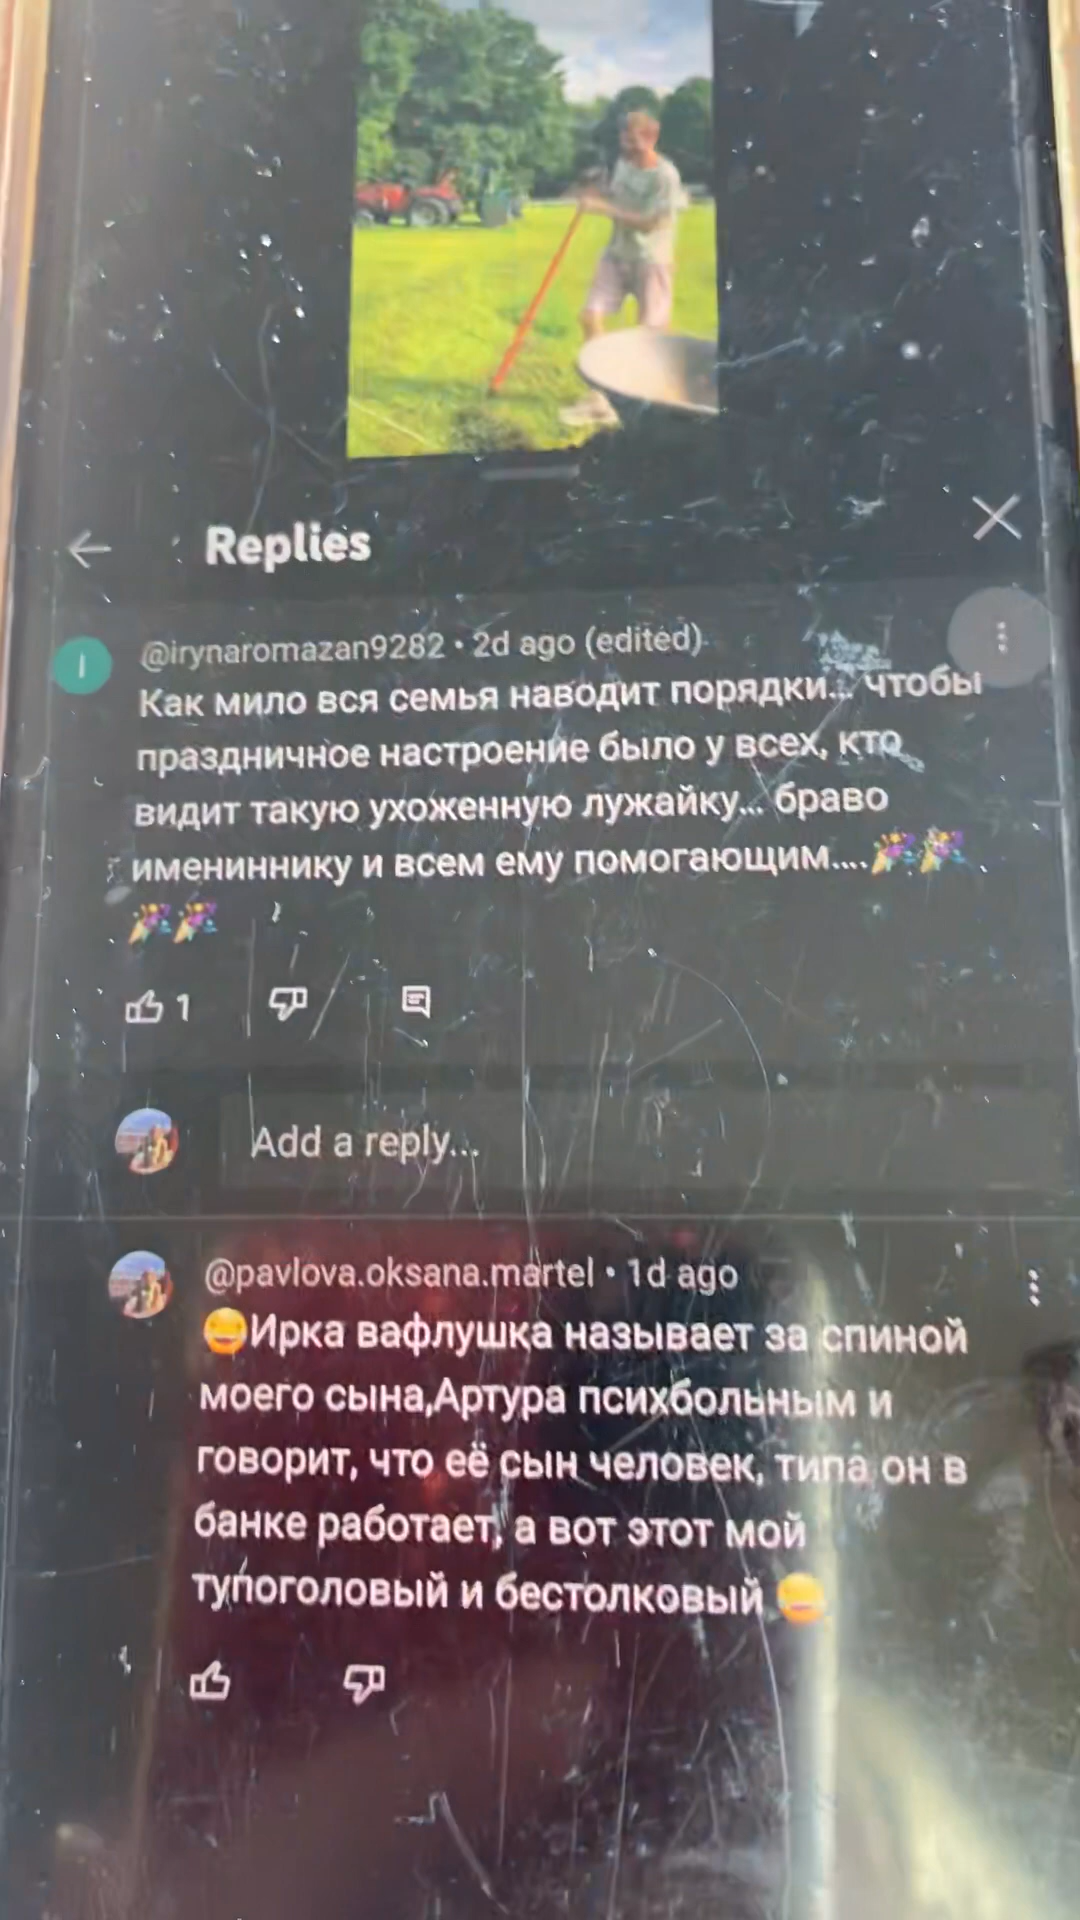 Replies
@irynaromazan9282 • 2d ago (edited)
Как мило вся семья наводит порядки... чтобы
праздничное настроение было у всех, кто
видит такую ухоженную лужайку... браво
имениннику и всем ему помогающим....🎉🎉
🎉🎉
1
Add a reply...
@pavlova.oksana.martel • 1d ago
😄Ирка вафлушка называет за спиной
моего сына,Артура психбольным и
говорит, что её сын человек, типа он в
банке работает, а вот этот мой
тупоголовый и бестолковый 😄